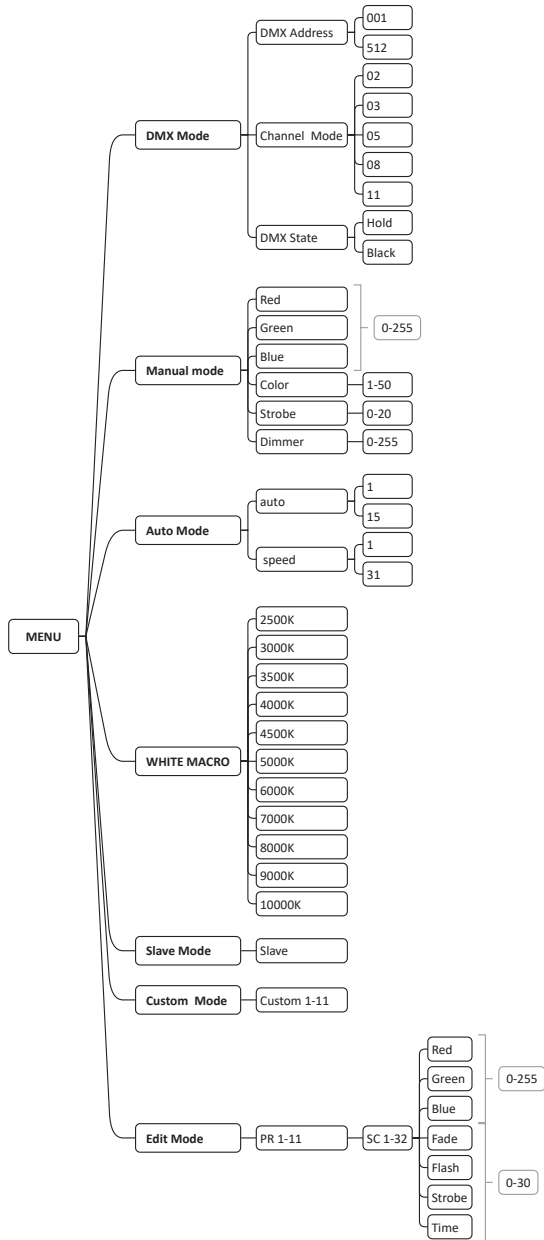 MENU
DMX Mode
DMX Address
001
512
Channel Mode
02
03
05
08
11
DMX State
Hold
Black
Manual mode
Red
Green
Blue
0-255
Color
1-50
Strobe
0-20
Dimmer
0-255
Auto Mode
auto
1
15
speed
1
31
WHITE MACRO
2500K
3000K
3500K
4000K
4500K
5000K
6000K
7000K
8000K
9000K
10000K
Slave Mode
Slave
Custom Mode
Custom 1-11
Edit Mode
PR 1-11
SC 1-32
Red
Green
Blue
0-255
Fade
Flash
Strobe
Time
0-30